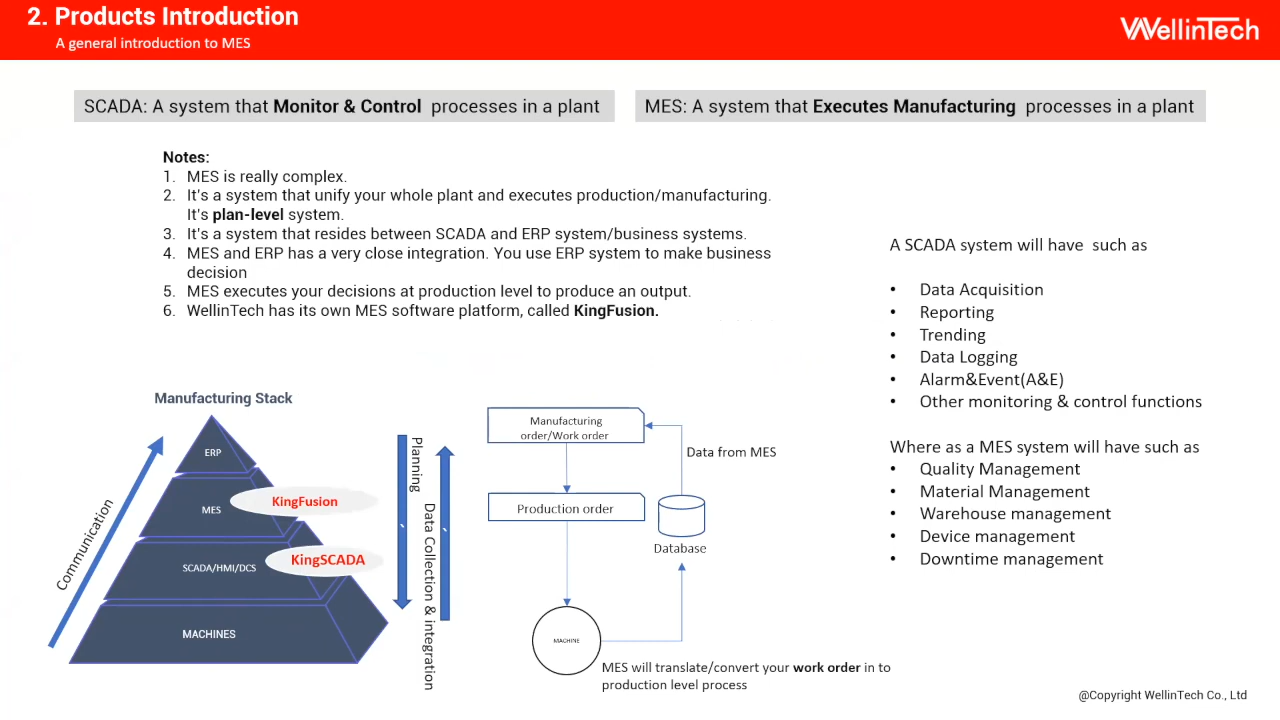 2. Products Introduction
A general introduction to MES
WellinTech
SCADA: A system that Monitor & Control processes in a plant
MES: A system that Executes Manufacturing processes in a plant
Notes:
1. MES is really complex.
2. It's a system that unify your whole plant and executes production/manufacturing.
It's plan-level system.
3. It's a system that resides between SCADA and ERP system/business systems.
4. MES and ERP has a very close integration. You use ERP system to make business
decision
5. MES executes your decisions at production level to produce an output.
6. WellinTech has its own MES software platform, called KingFusion.
A SCADA system will have such as
• Data Acquisition
• Reporting
• Trending
• Data Logging
• Alarm&Event(A&E)
• Other monitoring & control functions
Where as a MES system will have such as
• Quality Management
• Material Management
• Warehouse management
• Device management
• Downtime management
Manufacturing Stack
ERP
MES
KingFusion
SCADA/HMI/DCS
KingSCADA
MACHINES
Communication
Planning
Data Collection & integration
Manufacturing
order/Work order
Data from MES
Production order
Database
MACHINE
MES will translate/convert your work order in to
production level process
@Copyright WellinTech Co., Ltd